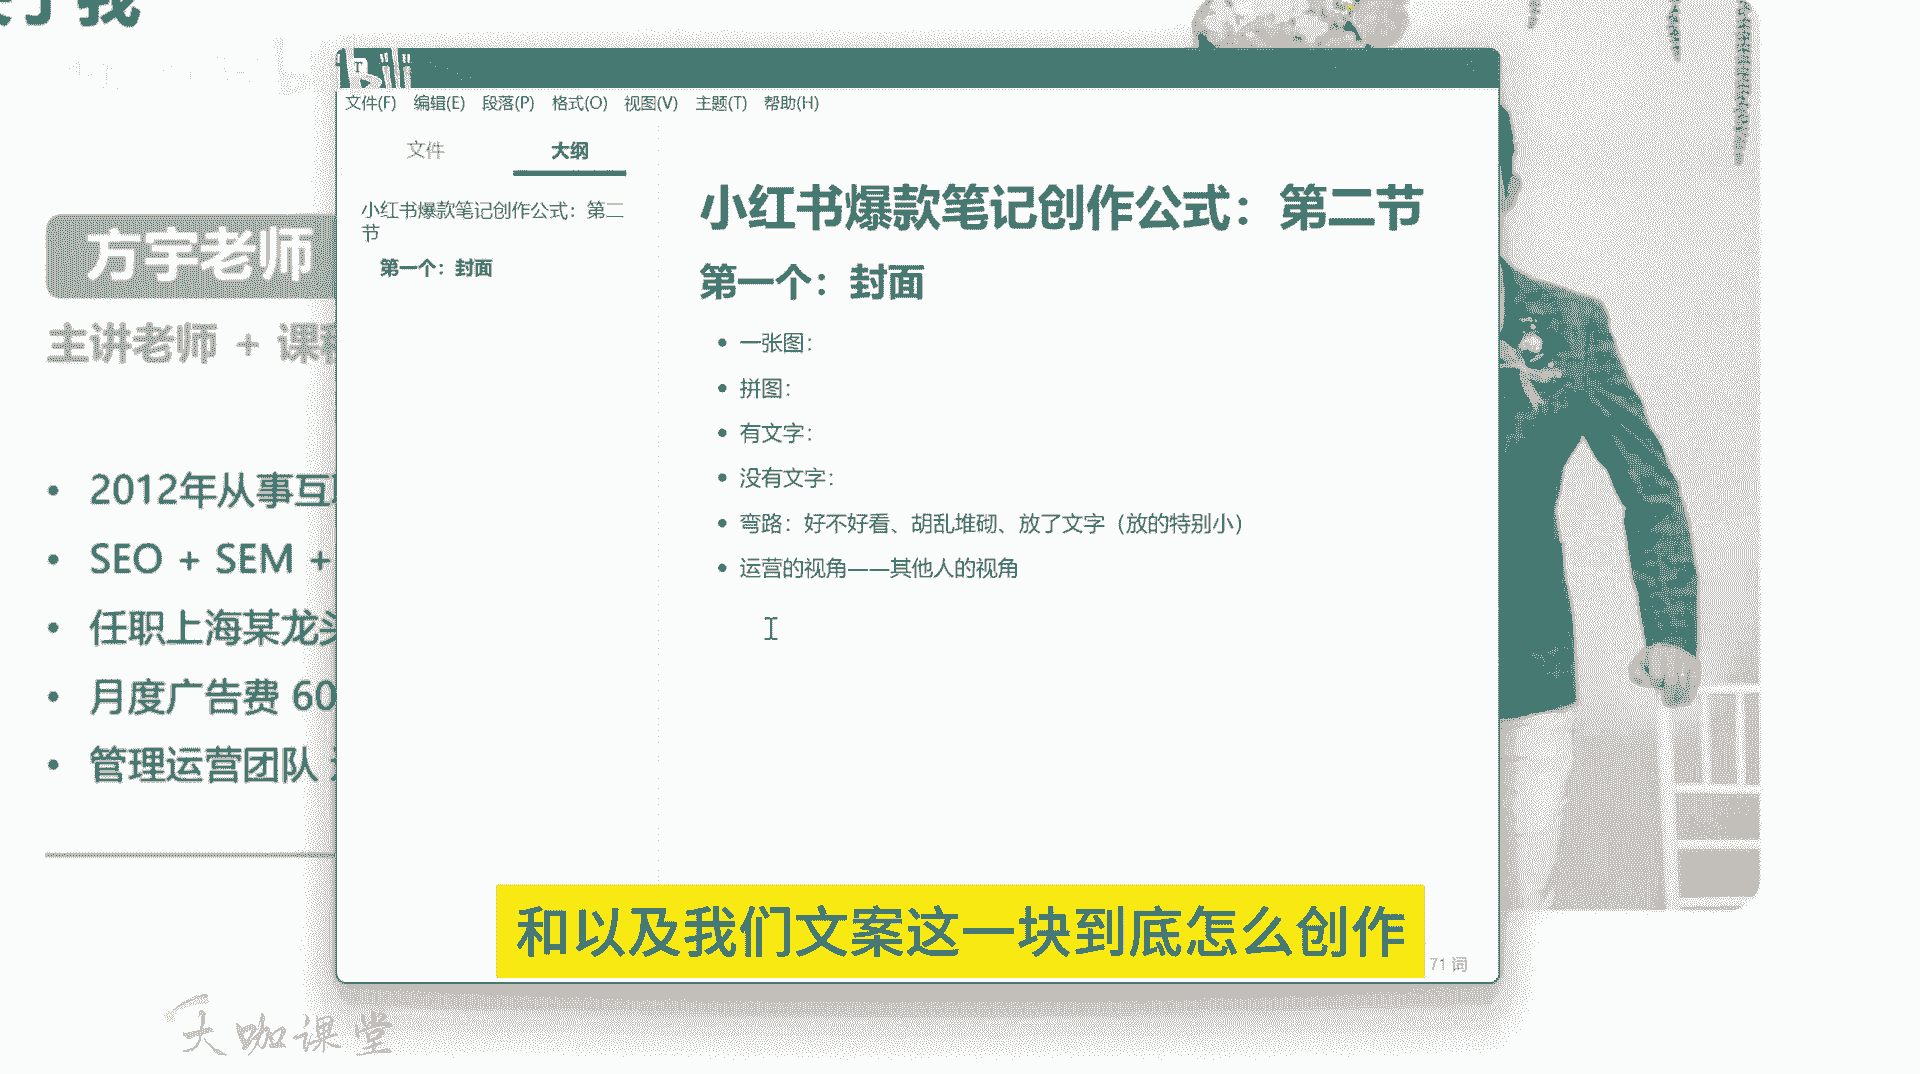 我
bili
文件(F) 编辑(E) 段落(P) 格式(O) 视图(V) 主题(T) 帮助(H)
文件 大纲
小红书爆款笔记创作公式：第二
节
第一个：封面
小红书爆款笔记创作公式：第二节
第一个：封面
一张图：
拼图：
有文字：
没有文字：
弯路：好不好看、胡乱堆砌、放了文字（放的特别小）
运营的视角——其他人的视角
71 词
方宇老师
主讲老师 + 课
2012年从事互
SEO + SEM +
任职上海某龙头
月度广告费 60
管理运营团队
和以及我们文案这一块到底怎么创作
大咖课堂